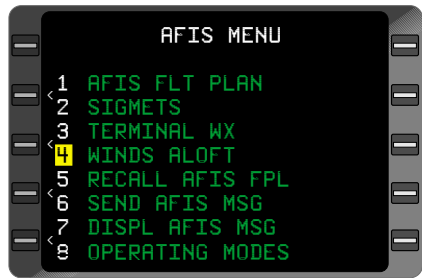 AFIS MENU
1 AFIS FLT PLAN
2 SIGMETS
3 TERMINAL WX
4 WINDS ALOFT
5 RECALL AFIS FPL
6 SEND AFIS MSG
7 DISPL AFIS MSG
8 OPERATING MODES